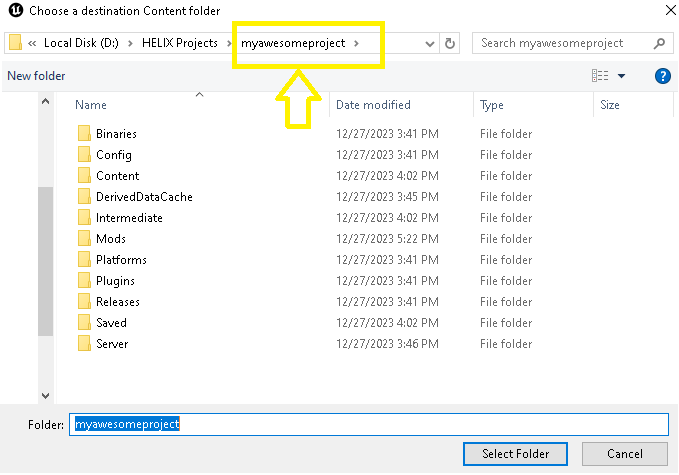 Choose a destination Content folder
« Local Disk (D:) › HELIX Projects › myawesomeproject › Search myawesomeproject
New folder
Name Date modified Type Size
Binaries 12/27/2023 3:41 PM File folder
Config 12/27/2023 3:41 PM File folder
Content 12/27/2023 4:02 PM File folder
DerivedDataCache 12/27/2023 3:45 PM File folder
Intermediate 12/27/2023 4:02 PM File folder
Mods 12/27/2023 5:22 PM File folder
Platforms 12/27/2023 3:41 PM File folder
Plugins 12/27/2023 3:41 PM File folder
Releases 12/27/2023 3:41 PM File folder
Saved 12/27/2023 4:02 PM File folder
Server 12/27/2023 3:46 PM File folder
Folder: myawesomeproject
Select Folder Cancel